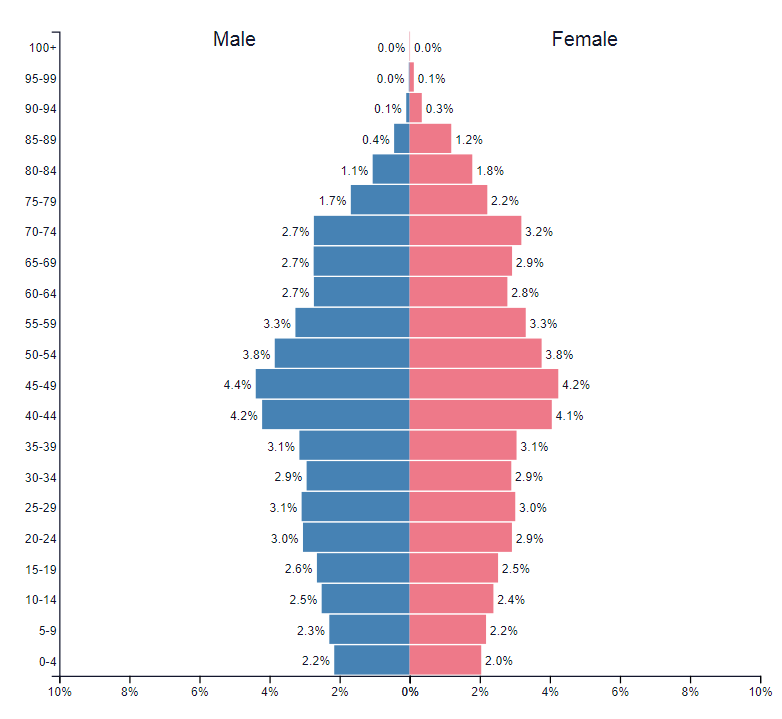 Male Female
100+ 0.0% 0.0%
95-99 0.0% 0.1%
90-94 0.1% 0.3%
85-89 0.4% 1.2%
80-84 1.1% 1.8%
75-79 1.7% 2.2%
70-74 2.7% 3.2%
65-69 2.7% 2.9%
60-64 2.7% 2.8%
55-59 3.3% 3.3%
50-54 3.8% 3.8%
45-49 4.4% 4.2%
40-44 4.2% 4.1%
35-39 3.1% 3.1%
30-34 2.9% 2.9%
25-29 3.1% 3.0%
20-24 3.0% 2.9%
15-19 2.6% 2.5%
10-14 2.5% 2.4%
5-9 2.3% 2.2%
0-4 2.2% 2.0%
10% 8% 6% 4% 2% 0% 2% 4% 6% 8% 10%